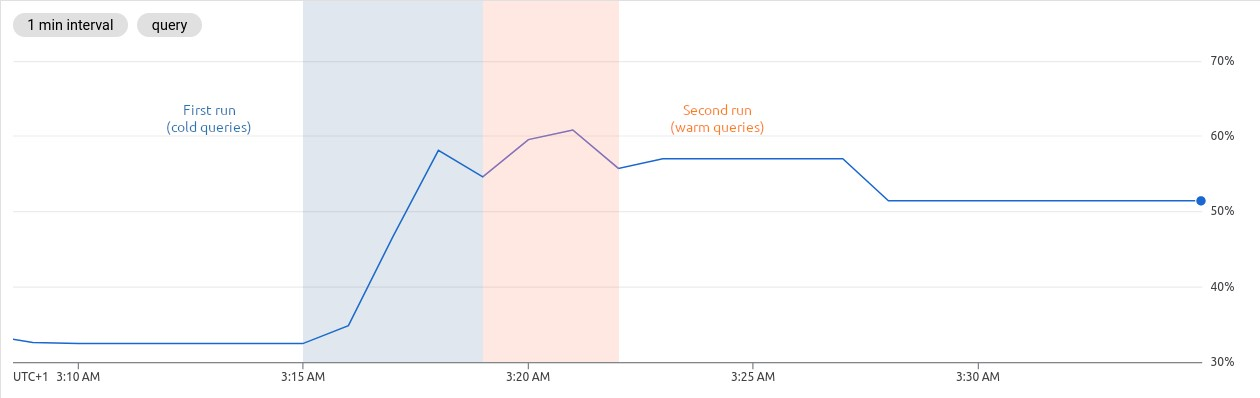 1 min interval
query
70%
First run
(cold queries)
Second run
(warm queries)
60%
50%
40%
30%
UTC+1
3:10 AM
3:15 AM
3:20 AM
3:25 AM
3:30 AM